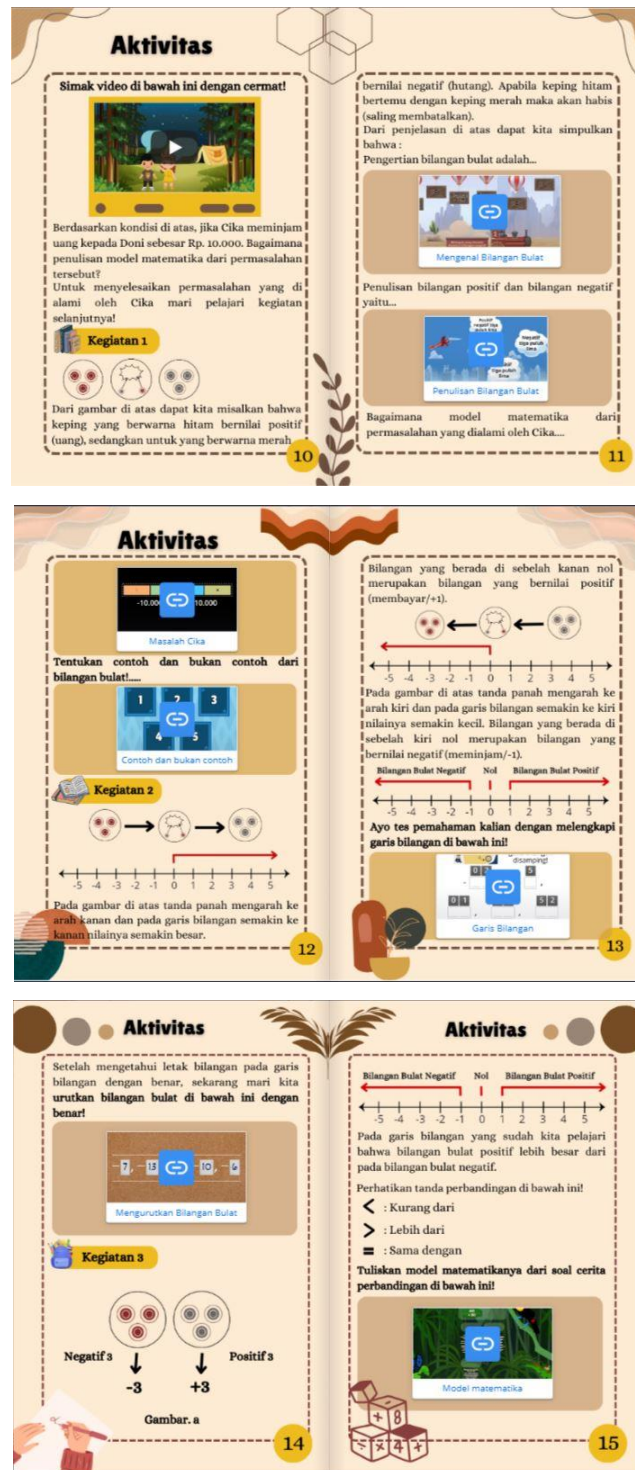 Aktivitas
Simak video di bawah ini dengan cermat!
Berdasarkan kondisi di atas, jika Cika meminjam
uang kepada Doni sebesar Rp. 10.000. Bagaimana
penulisan model matematika dari permasalahan
tersebut?
Untuk menyelesaikan permasalahan yang di
alami oleh Cika mari pelajari kegiatan
selanjutnya!
Kegiatan 1
Dari gambar di atas dapat kita misalkan bahwa
keping yang berwarna hitam bernilai positif
(uang), sedangkan untuk yang berwarna merah
10
bernilai negatif (hutang). Apabila keping hitam
bertemu dengan keping merah maka akan habis
(saling membatalkan).
Dari penjelasan di atas dapat kita simpulkan
bahwa :
Pengertian bilangan bulat adalah...
Mengenal Bilangan Bulat
Penulisan bilangan positif dan bilangan negatif
yaitu...
Penulisan Bilangan Bulat
Bagaimana model matematika dari
permasalahan yang dialami oleh Cika....
11
Aktivitas
-10.000 10.000
Masalah Cika
Tentukan contoh dan bukan contoh dari
bilangan bulat!.....
1 2 3
4 5
Contoh dan bukan contoh
Kegiatan 2
-5 -4 -3 -2 -1 0 1 2 3 4 5
Pada gambar di atas tanda panah mengarah ke
arah kanan dan pada garis bilangan semakin ke
kanan nilainya semakin besar.
12
Bilangan yang berada di sebelah kanan nol
merupakan bilangan yang bernilai positif
(membayar/+1).
-5 -4 -3 -2 -1 0 1 2 3 4 5
Pada gambar di atas tanda panah mengarah ke
arah kiri dan pada garis bilangan semakin ke kiri
nilainya semakin kecil. Bilangan yang berada di
sebelah kiri nol merupakan bilangan yang
bernilai negatif (meminjam/-1).
Bilangan Bulat Negatif Nol Bilangan Bulat Positif
-5 -4 -3 -2 -1 0 1 2 3 4 5
Ayo tes pemahaman kalian dengan melengkapi
garis bilangan di bawah ini!
disamping!
Garis Bilangan
13
Aktivitas
Setelah mengetahui letak bilangan pada garis
bilangan dengan benar, sekarang mari kita
urutkan bilangan bulat di bawah ini dengan
benar!
Mengurutkan Bilangan Bulat
Kegiatan 3
Negatif 3 Positif 3
-3 +3
Gambar. a
14
Aktivitas
Bilangan Bulat Negatif Nol Bilangan Bulat Positif
-5 -4 -3 -2 -1 0 1 2 3 4 5
Pada garis bilangan yang sudah kita pelajari
bahwa bilangan bulat positif lebih besar dari
pada bilangan bulat negatif.
Perhatikan tanda perbandingan di bawah ini!
< : Kurang dari
> : Lebih dari
= : Sama dengan
Tuliskan model matematikanya dari soal cerita
perbandingan di bawah ini!
Model matematika
+ 8
÷ × 4 +
15